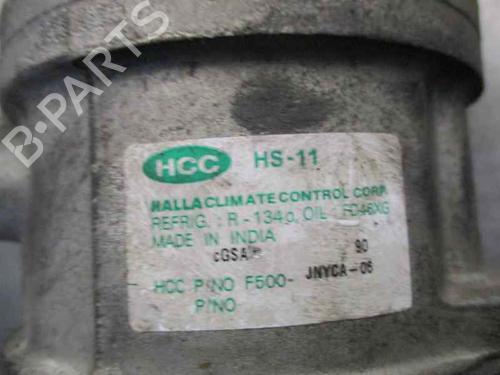 HCC HS-11
HALLA CLIMATE CONTROL CORP.
REFRIG. : R-134a, OIL : FD46XG
MADE IN INDIA
cGSA 90
HCC P/NO F500- JNYCA-06
P/NO
B-PARTS